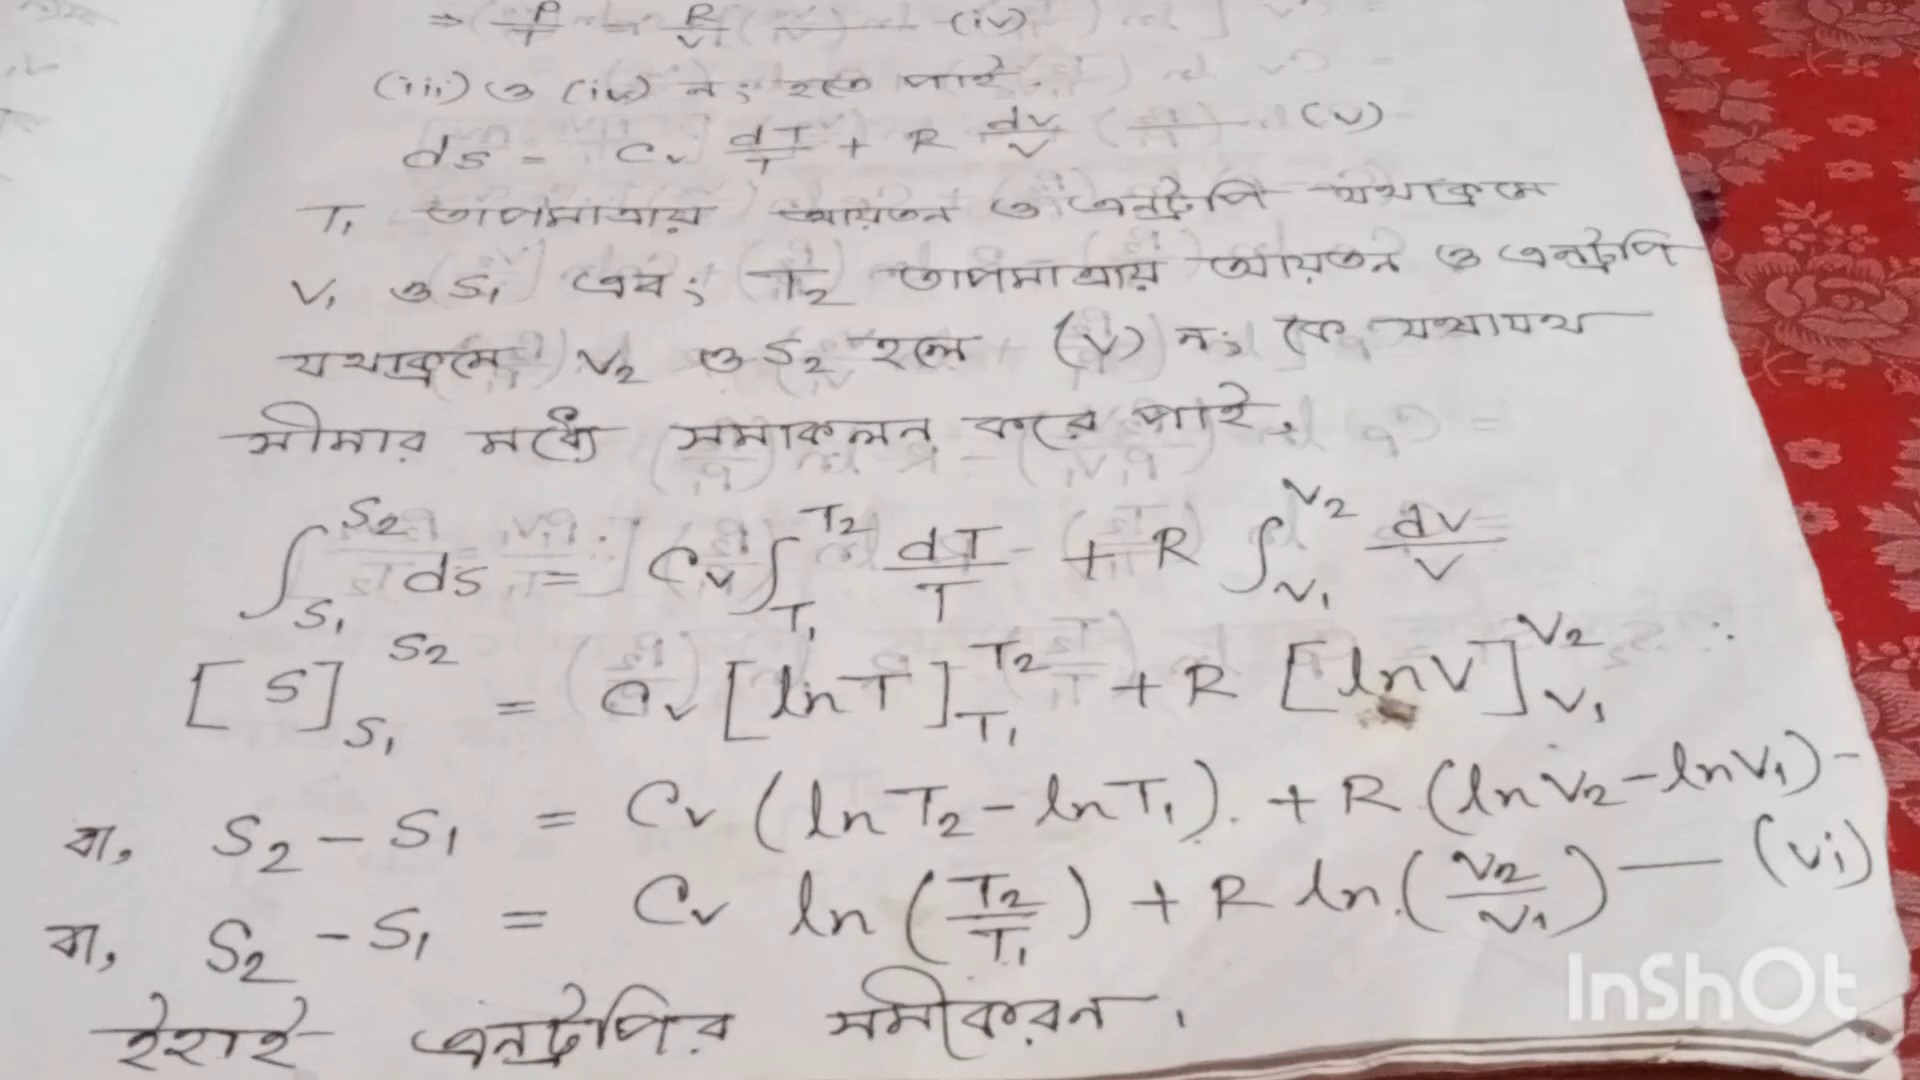 ⇒ P/T = R/V — (iv)
(iii) ও (iv) নং হতে পাই,
ds = Cv dT/T + R dv/v — (v)
T₁ তাপমাত্রায় আয়তন ও এনট্রপি যথাক্রমে
V₁ ও S₁ এবং T₂ তাপমাত্রায় আয়তন ও এনট্রপি
যথাক্রমে V₂ ও S₂ হলে (v) নং কে যথাযথ
সীমার মধ্যে সমাকলন করে পাই,
∫_{S₁}^{S₂} ds = Cv ∫_{T₁}^{T₂} dT/T + R ∫_{V₁}^{V₂} dv/v
[S]_{S₁}^{S₂} = Cv [lnT]_{T₁}^{T₂} + R [lnV]_{V₁}^{V₂}
বা, S₂ - S₁ = Cv (lnT₂ - lnT₁) + R (lnV₂ - lnV₁) -
বা, S₂ - S₁ = Cv ln (T₂/T₁) + R ln (V₂/V₁) — (vi)
ইহাই এনট্রপির সমীকরন।
InShOt